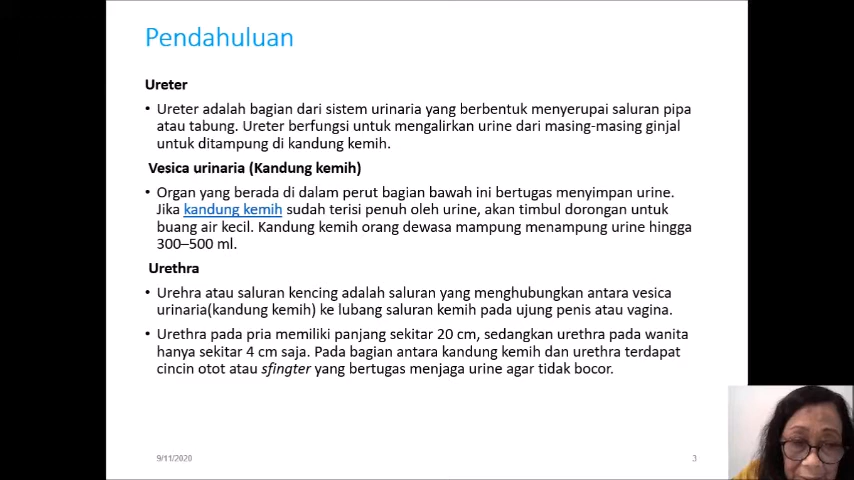 Pendahuluan
Ureter
• Ureter adalah bagian dari sistem urinaria yang berbentuk menyerupai saluran pipa
atau tabung. Ureter berfungsi untuk mengalirkan urine dari masing-masing ginjal
untuk ditampung di kandung kemih.
Vesica urinaria (Kandung kemih)
• Organ yang berada di dalam perut bagian bawah ini bertugas menyimpan urine.
Jika kandung kemih sudah terisi penuh oleh urine, akan timbul dorongan untuk
buang air kecil. Kandung kemih orang dewasa mampung menampung urine hingga
300–500 ml.
Urethra
• Urehra atau saluran kencing adalah saluran yang menghubungkan antara vesica
urinaria(kandung kemih) ke lubang saluran kemih pada ujung penis atau vagina.
• Urethra pada pria memiliki panjang sekitar 20 cm, sedangkan urethra pada wanita
hanya sekitar 4 cm saja. Pada bagian antara kandung kemih dan urethra terdapat
cincin otot atau sfingter yang bertugas menjaga urine agar tidak bocor.
9/11/2020
3